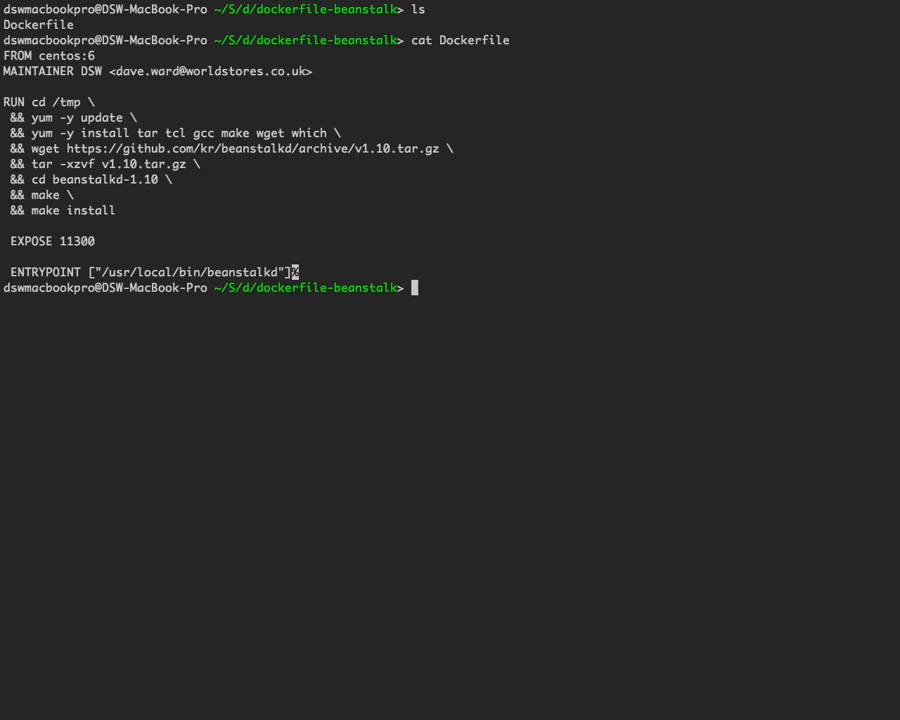 dswmacbookpro@DSW-MacBook-Pro ~/S/d/dockerfile-beanstalk> ls
Dockerfile
dswmacbookpro@DSW-MacBook-Pro ~/S/d/dockerfile-beanstalk> cat Dockerfile
FROM centos:6
MAINTAINER DSW <dave.ward@worldstores.co.uk>
RUN cd /tmp \
 && yum -y update \
 && yum -y install tar tcl gcc make wget which \
 && wget https://github.com/kr/beanstalkd/archive/v1.10.tar.gz \
 && tar -xzvf v1.10.tar.gz \
 && cd beanstalkd-1.10 \
 && make \
 && make install
 EXPOSE 11300
 ENTRYPOINT ["/usr/local/bin/beanstalkd"]%
dswmacbookpro@DSW-MacBook-Pro ~/S/d/dockerfile-beanstalk>